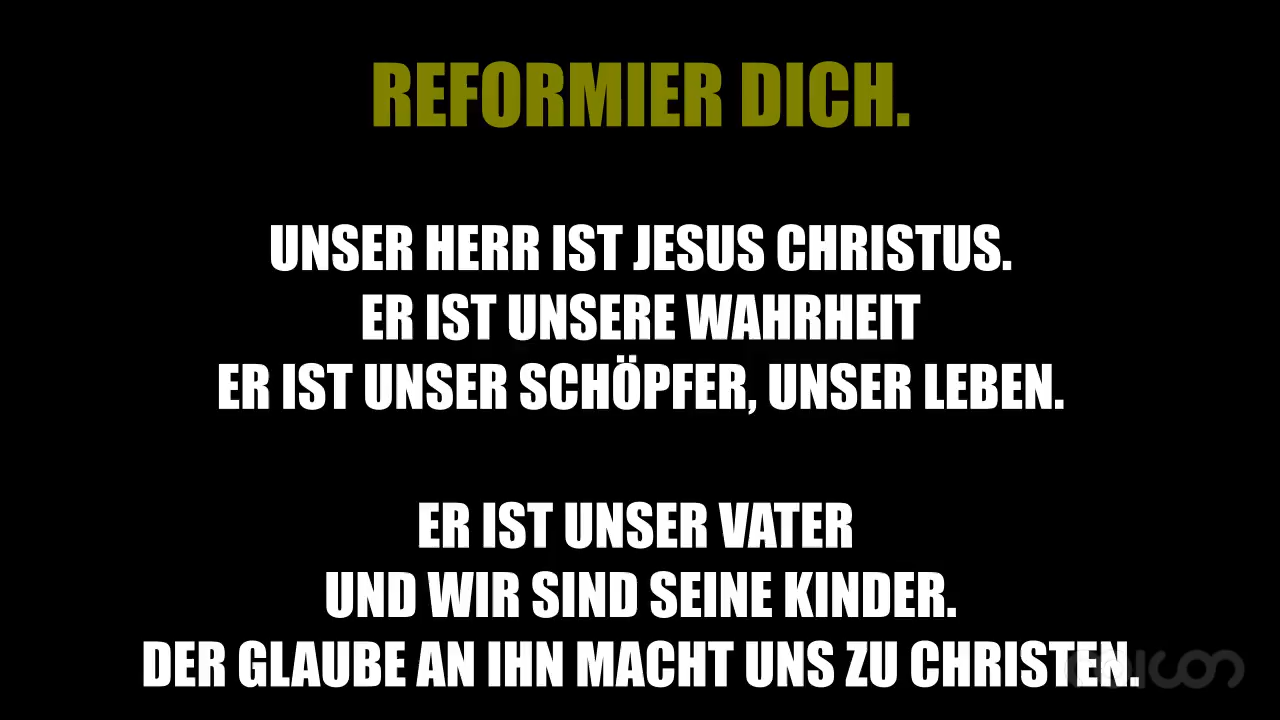 REFORMIER DICH.
UNSER HERR IST JESUS CHRISTUS.
ER IST UNSERE WAHRHEIT
ER IST UNSER SCHÖPFER, UNSER LEBEN.
ER IST UNSER VATER
UND WIR SIND SEINE KINDER.
DER GLAUBE AN IHN MACHT UNS ZU CHRISTEN.